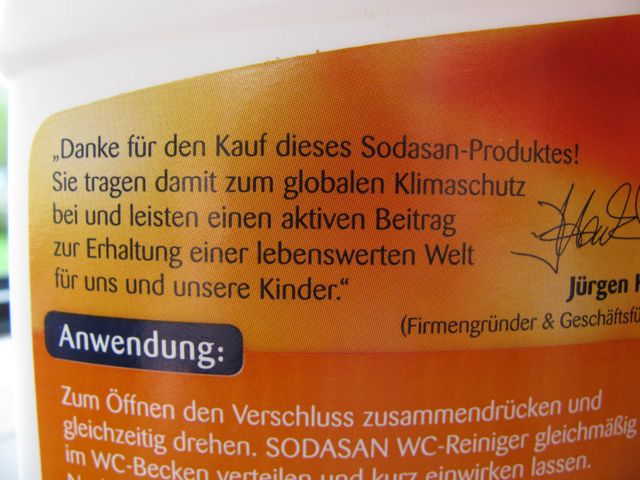 „Danke für den Kauf dieses Sodasan-Produktes!
Sie tragen damit zum globalen Klimaschutz
bei und leisten einen aktiven Beitrag
zur Erhaltung einer lebenswerten Welt
für uns und unsere Kinder.“
Jürgen
(Firmengründer &
Anwendung:
Zum Öffnen den Verschluss zusammendrücken und
gleichzeitig drehen. SODASAN WC-Reiniger gleichmäßig
im WC-Becken verteilen und kurz einwirken lassen.